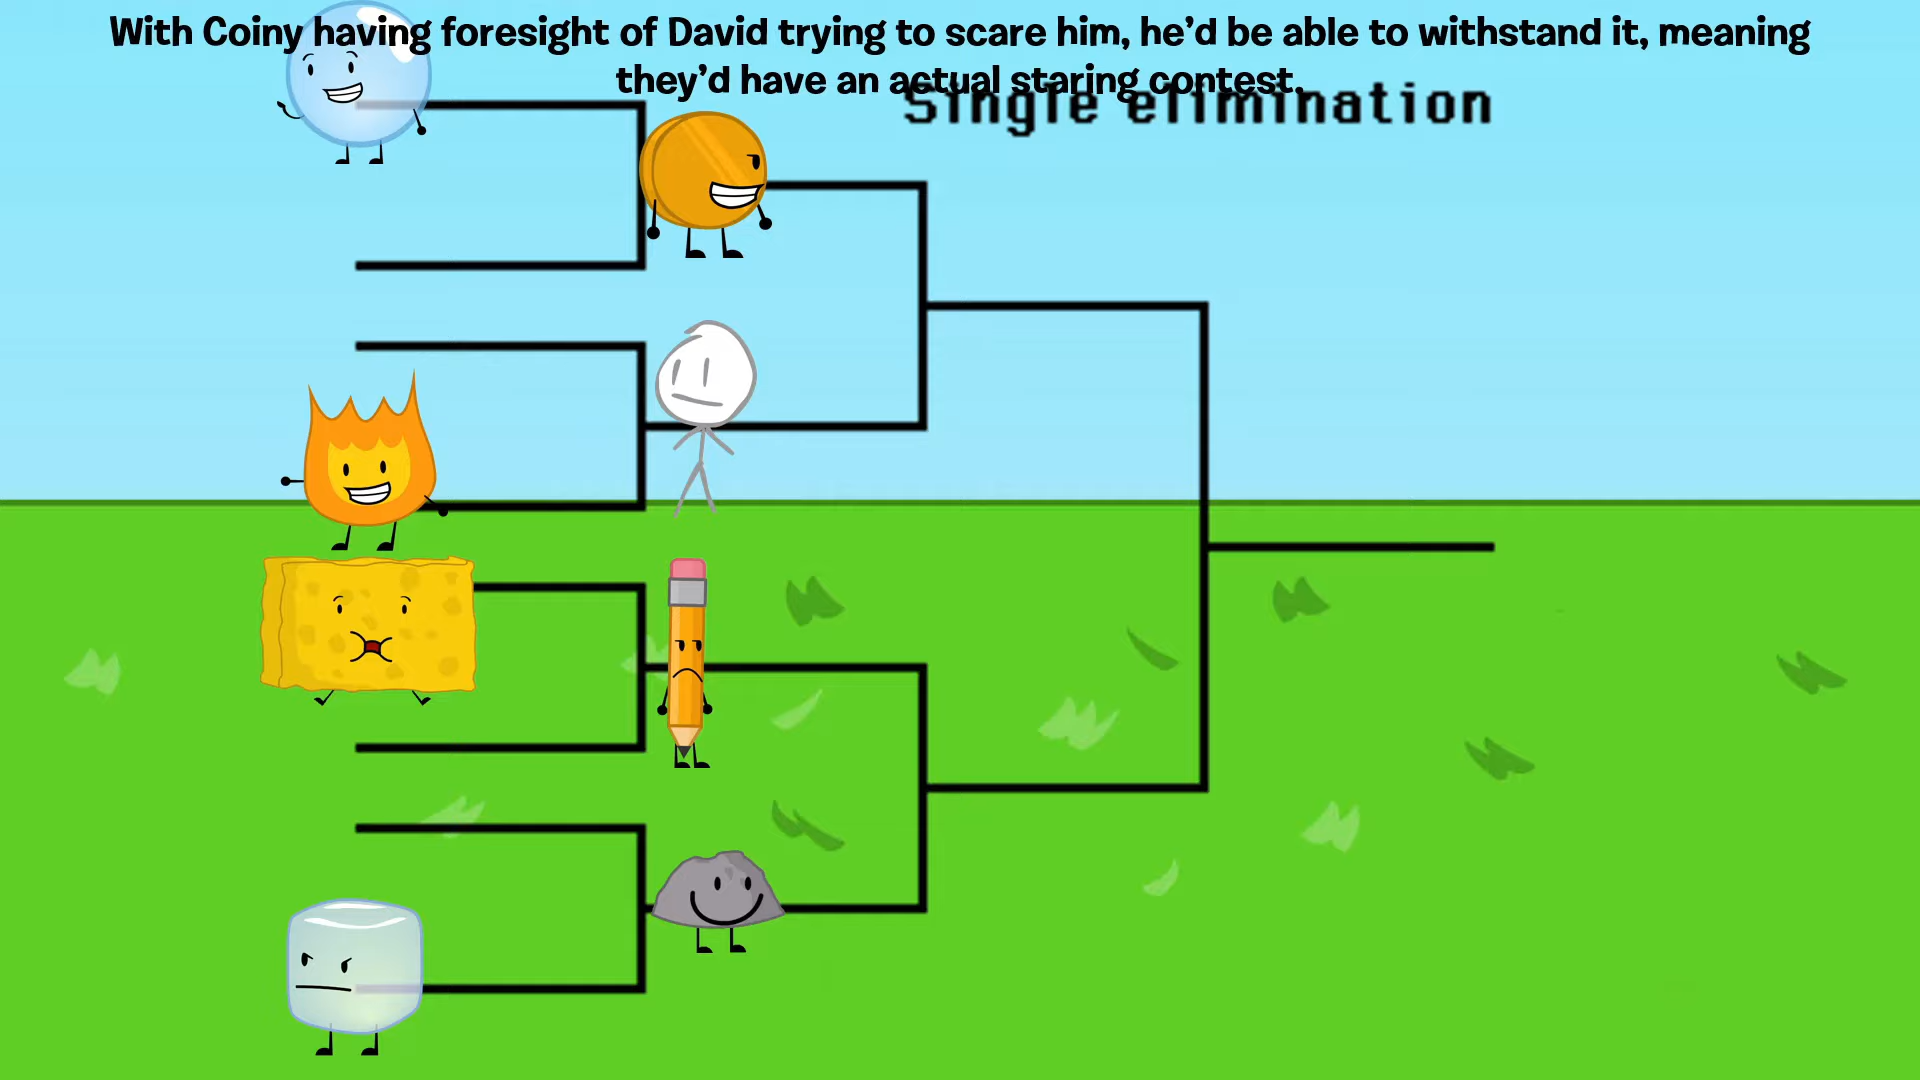 With Coiny having foresight of David trying to scare him, he'd be able to withstand it, meaning
they'd have an actual staring contest.
Single elimination